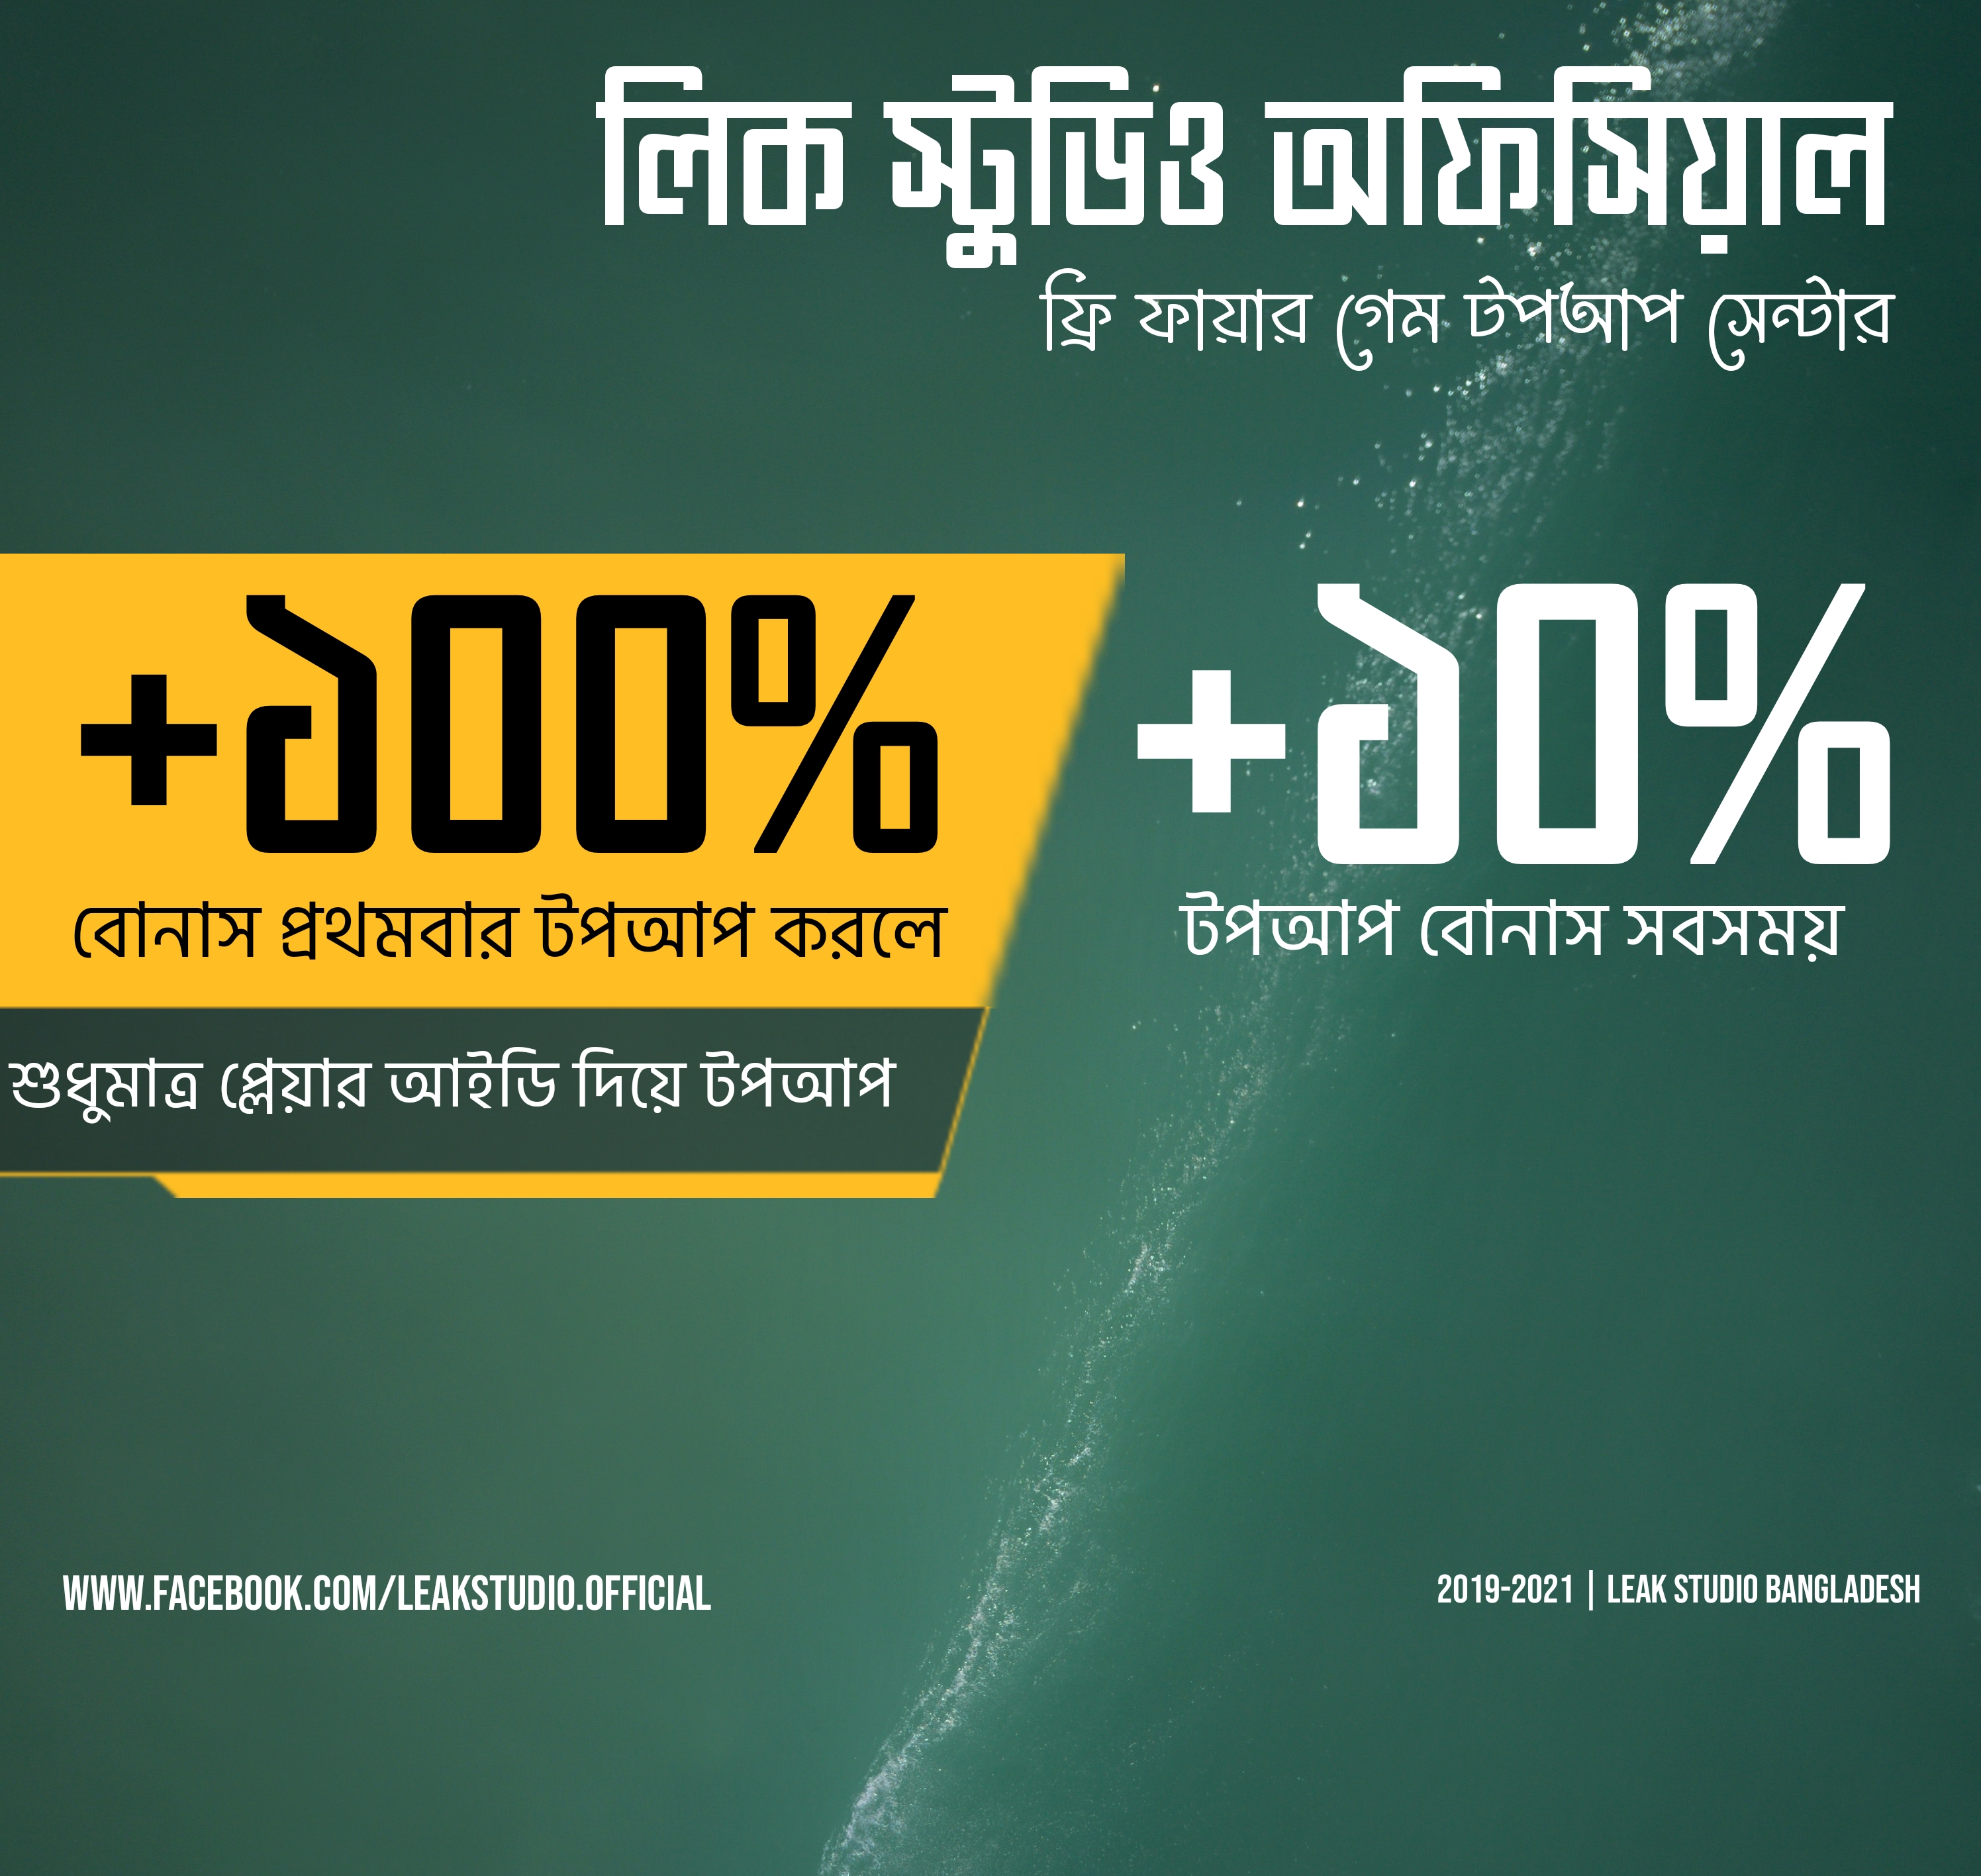 লিক স্টুডিও অফিসিয়াল
ফ্রি ফায়ার গেম টপআপ সেন্টার
+১০০%
বোনাস প্রথমবার টপআপ করলে
+১০%
টপআপ বোনাস সবসময়
শুধুমাত্র প্লেয়ার আইডি দিয়ে টপআপ
WWW.FACEBOOK.COM/LEAKSTUDIO.OFFICIAL
2019-2021 | LEAK STUDIO BANGLADESH